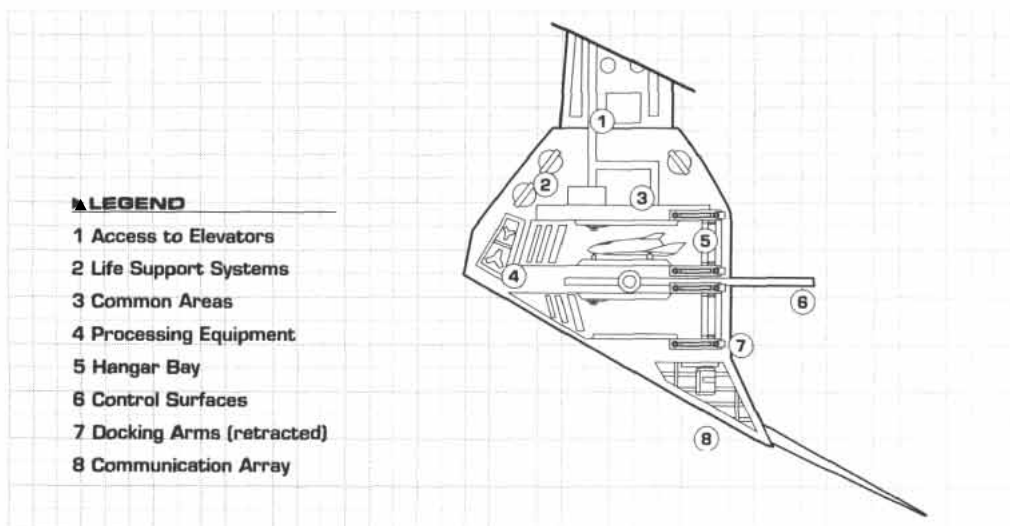 LEGEND
1 Access to Elevators
2 Life Support Systems
3 Common Areas
4 Processing Equipment
5 Hangar Bay
6 Control Surfaces
7 Docking Arms (retracted)
8 Communication Array
1
2
3
5
4
6
7
8